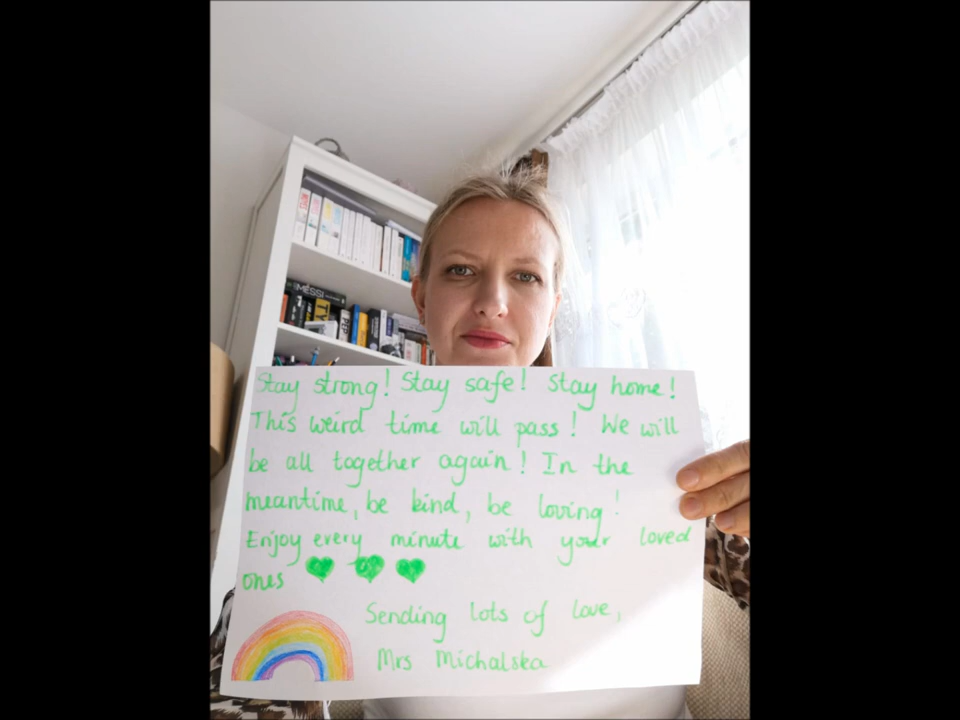 MESSI
PEP
Stay strong! Stay safe! Stay home!
This weird time will pass! We will
be all together again! In the
meantime, be kind, be loving!
Enjoy every minute with your loved
ones
Sending lots of love,
Mrs Michalska